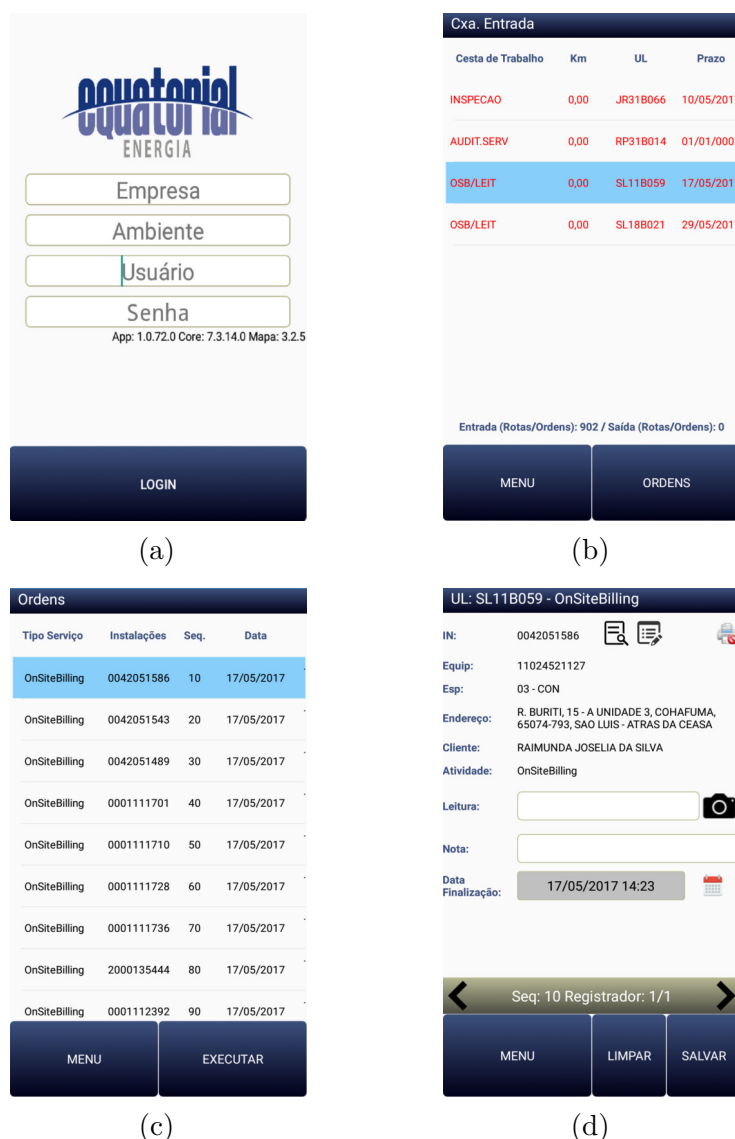 equatorial
ENERGIA
Empresa
Ambiente
Usuário
Senha
App: 1.0.72.0 Core: 7.3.14.0 Mapa: 3.2.5
LOGIN
(a)
Cxa. Entrada
Cesta de Trabalho Km UL Prazo
INSPECAO 0,00 JR31B066 10/05/201
AUDIT.SERV 0,00 RP31B014 01/01/000
OSB/LEIT 0,00 SL11B059 17/05/201
OSB/LEIT 0,00 SL18B021 29/05/201
Entrada (Rotas/Ordens): 902 / Saída (Rotas/Ordens): 0
MENU ORDENS
(b)
Ordens
Tipo Serviço Instalações Seq. Data
OnSiteBilling 0042051586 10 17/05/2017
OnSiteBilling 0042051543 20 17/05/2017
OnSiteBilling 0042051489 30 17/05/2017
OnSiteBilling 0001111701 40 17/05/2017
OnSiteBilling 0001111710 50 17/05/2017
OnSiteBilling 0001111728 60 17/05/2017
OnSiteBilling 0001111736 70 17/05/2017
OnSiteBilling 2000135444 80 17/05/2017
OnSiteBilling 0001112392 90 17/05/2017
MENU EXECUTAR
(c)
UL: SL11B059 - OnSiteBilling
IN: 0042051586
Equip: 11024521127
Esp: 03 - CON
Endereço: R. BURITI, 15 - A UNIDADE 3, COHAFUMA,
65074-793, SAO LUIS - ATRAS DA CEASA
Cliente: RAIMUNDA JOSELIA DA SILVA
Atividade: OnSiteBilling
Leitura:
Nota:
Data
Finalização: 17/05/2017 14:23
Seq: 10 Registrador: 1/1
MENU LIMPAR SALVAR
(d)